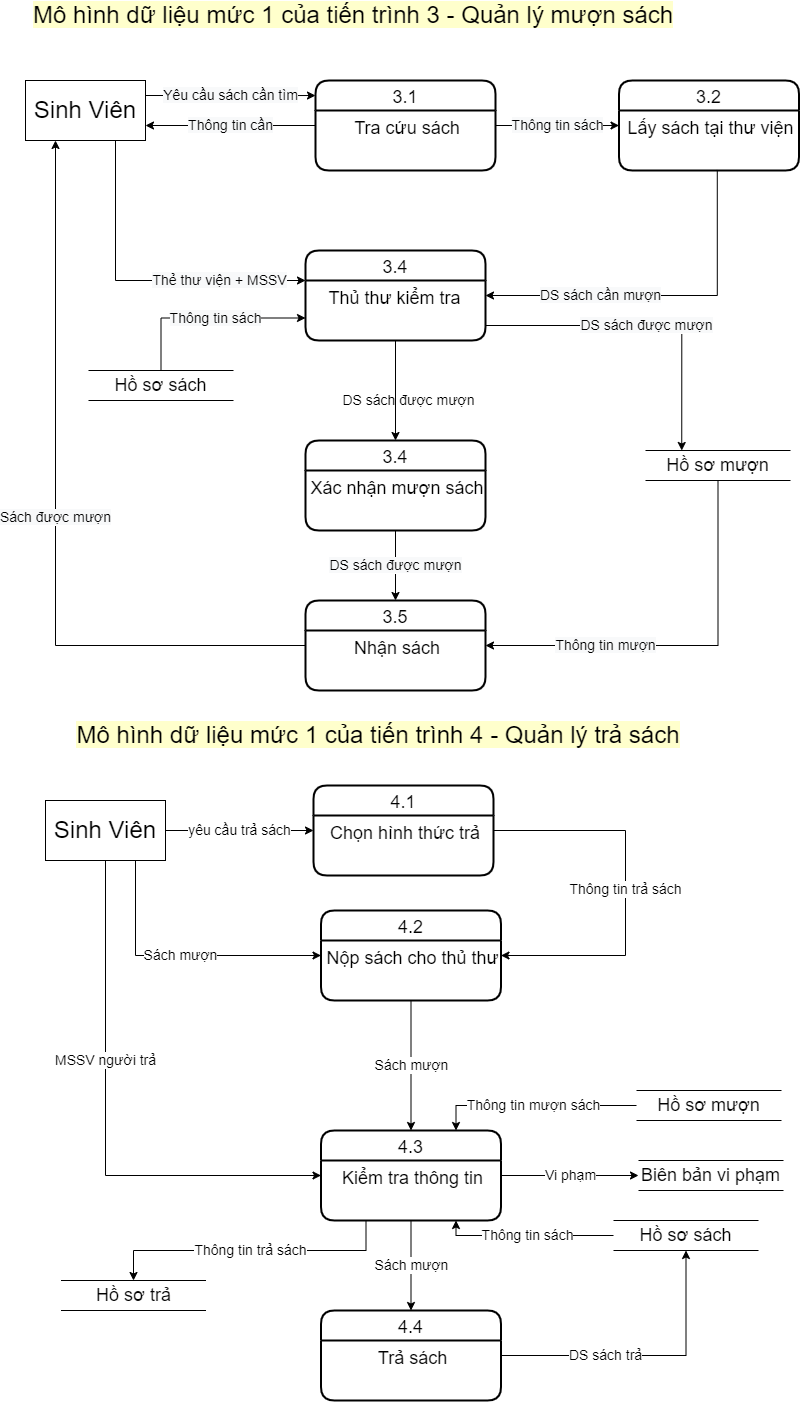 Mô hình dữ liệu mức 1 của tiến trình 3 - Quản lý mượn sách
Sinh Viên
Yêu cầu sách cần tìm
Thông tin cần
3.1
Tra cứu sách
Thông tin sách
3.2
Lấy sách tại thư viện
Thẻ thư viện + MSSV
3.4
Thủ thư kiểm tra
DS sách cần mượn
Thông tin sách
DS sách được mượn
Hồ sơ sách
DS sách được mượn
3.4
Xác nhận mượn sách
Hồ sơ mượn
Sách được mượn
DS sách được mượn
3.5
Nhận sách
Thông tin mượn
Mô hình dữ liệu mức 1 của tiến trình 4 - Quản lý trả sách
Sinh Viên
yêu cầu trả sách
4.1
Chọn hình thức trả
Thông tin trả sách
4.2
Nộp sách cho thủ thư
Sách mượn
MSSV người trả
Sách mượn
Thông tin mượn sách
Hồ sơ mượn
4.3
Kiểm tra thông tin
Vi phạm
Biên bản vi phạm
Thông tin sách
Hồ sơ sách
Thông tin trả sách
Sách mượn
Hồ sơ trả
4.4
Trả sách
DS sách trả